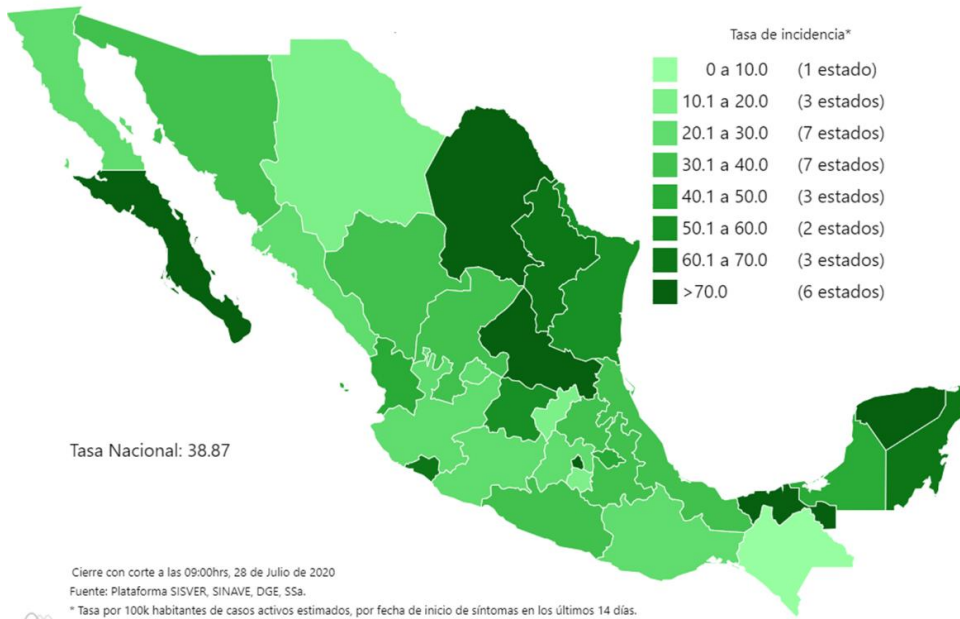 Tasa de incidencia*
0 a 10.0 (1 estado)
10.1 a 20.0 (3 estados)
20.1 a 30.0 (7 estados)
30.1 a 40.0 (7 estados)
40.1 a 50.0 (3 estados)
50.1 a 60.0 (2 estados)
60.1 a 70.0 (3 estados)
>70.0 (6 estados)
Tasa Nacional: 38.87
Cierre con corte a las 09:00hrs, 28 de Julio de 2020
Fuente: Plataforma SISVER, SINAVE, DGE, SSa.
* Tasa por 100k habitantes de casos activos estimados, por fecha de inicio de síntomas en los últimos 14 días.